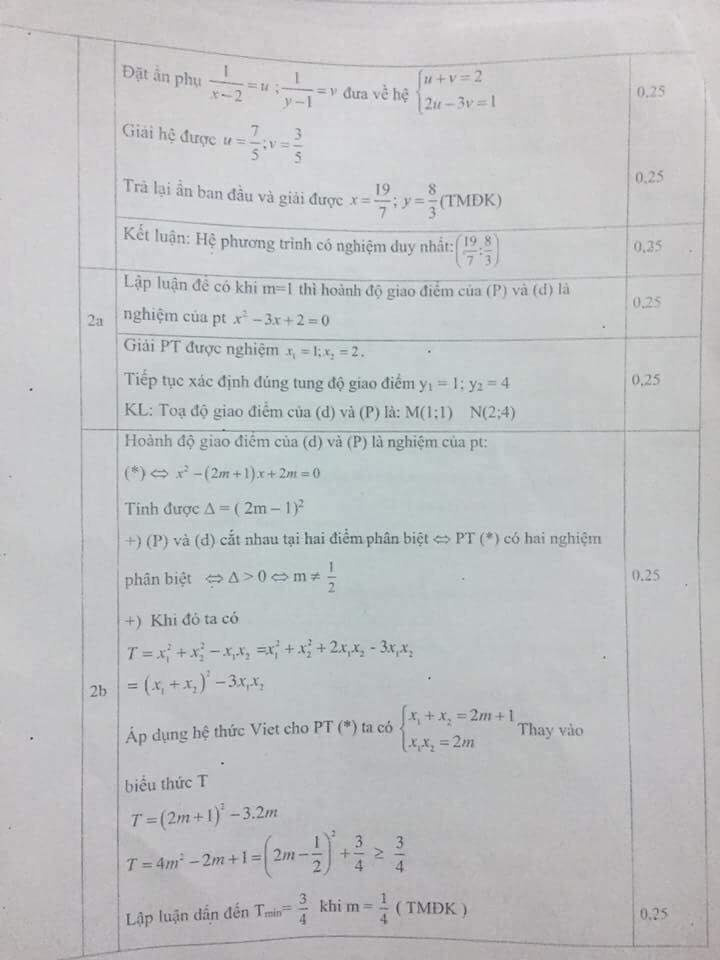 Đặt ẩn phụ 1/(x−2) = u ; 1/(y−1) = v đưa về hệ { u + v = 2 ; 2u − 3v = 1
0,25
Giải hệ được u = 7/5 ; v = 3/5
Trả lại ẩn ban đầu và giải được x = 19/7 ; y = 8/3 (TMĐK)
0,25
Kết luận: Hệ phương trình có nghiệm duy nhất: (19/7 ; 8/3)
0,25
2a
Lập luận để có khi m=1 thì hoành độ giao điểm của (P) và (d) là
nghiệm của pt x² − 3x + 2 = 0
0,25
Giải PT được nghiệm x₁ = 1; x₂ = 2.
Tiếp tục xác định đúng tung độ giao điểm y₁ = 1; y₂ = 4
0,25
KL: Toạ độ giao điểm của (d) và (P) là: M(1;1) N(2;4)
2b
Hoành độ giao điểm của (d) và (P) là nghiệm của pt:
(*) ⇔ x² − (2m + 1)x + 2m = 0
Tính được Δ = ( 2m – 1)²
+) (P) và (d) cắt nhau tại hai điểm phân biệt ⇔ PT (*) có hai nghiệm
phân biệt ⇔ Δ > 0 ⇔ m ≠ 1/2
0,25
+) Khi đó ta có
T = x₁² + x₂² − x₁x₂ = x₁² + x₂² + 2x₁x₂ - 3x₁x₂
= (x₁ + x₂)² − 3x₁x₂
Áp dụng hệ thức Viet cho PT (*) ta có { x₁ + x₂ = 2m + 1 ; x₁x₂ = 2m Thay vào
biểu thức T
T = (2m + 1)² − 3.2m
T = 4m² − 2m + 1 = (2m − 1/2)² + 3/4 ≥ 3/4
Lập luận dẫn đến Tmin = 3/4 khi m = 1/4 ( TMĐK )
0,25